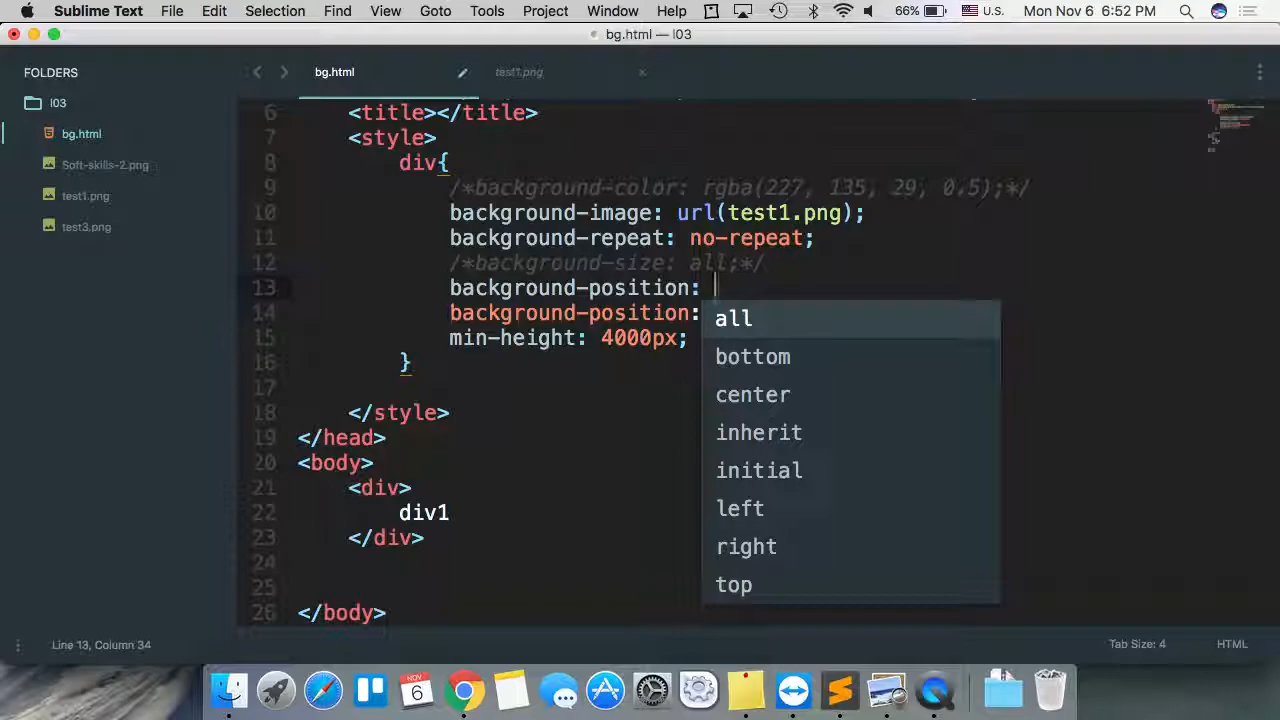 Sublime Text File Edit Selection Find View Goto Tools Project Window Help 66% U.S. Mon Nov 6 6:52 PM
bg.html — l03
FOLDERS
l03
bg.html
Soft-skills-2.png
test1.png
test3.png
bg.html test1.png
6 <title></title>
7 <style>
8 div{
9 /*background-color: rgba(227, 135, 29, 0.5);*/
10 background-image: url(test1.png);
11 background-repeat: no-repeat;
12 /*background-size: all;*/
13 background-position:
14 background-position:
15 min-height: 4000px;
16 }
17
18 </style>
19 </head>
20 <body>
21 <div>
22 div1
23 </div>
24
25
26 </body>
all
bottom
center
inherit
initial
left
right
top
Line 13, Column 34 Tab Size: 4 HTML
NOV
6